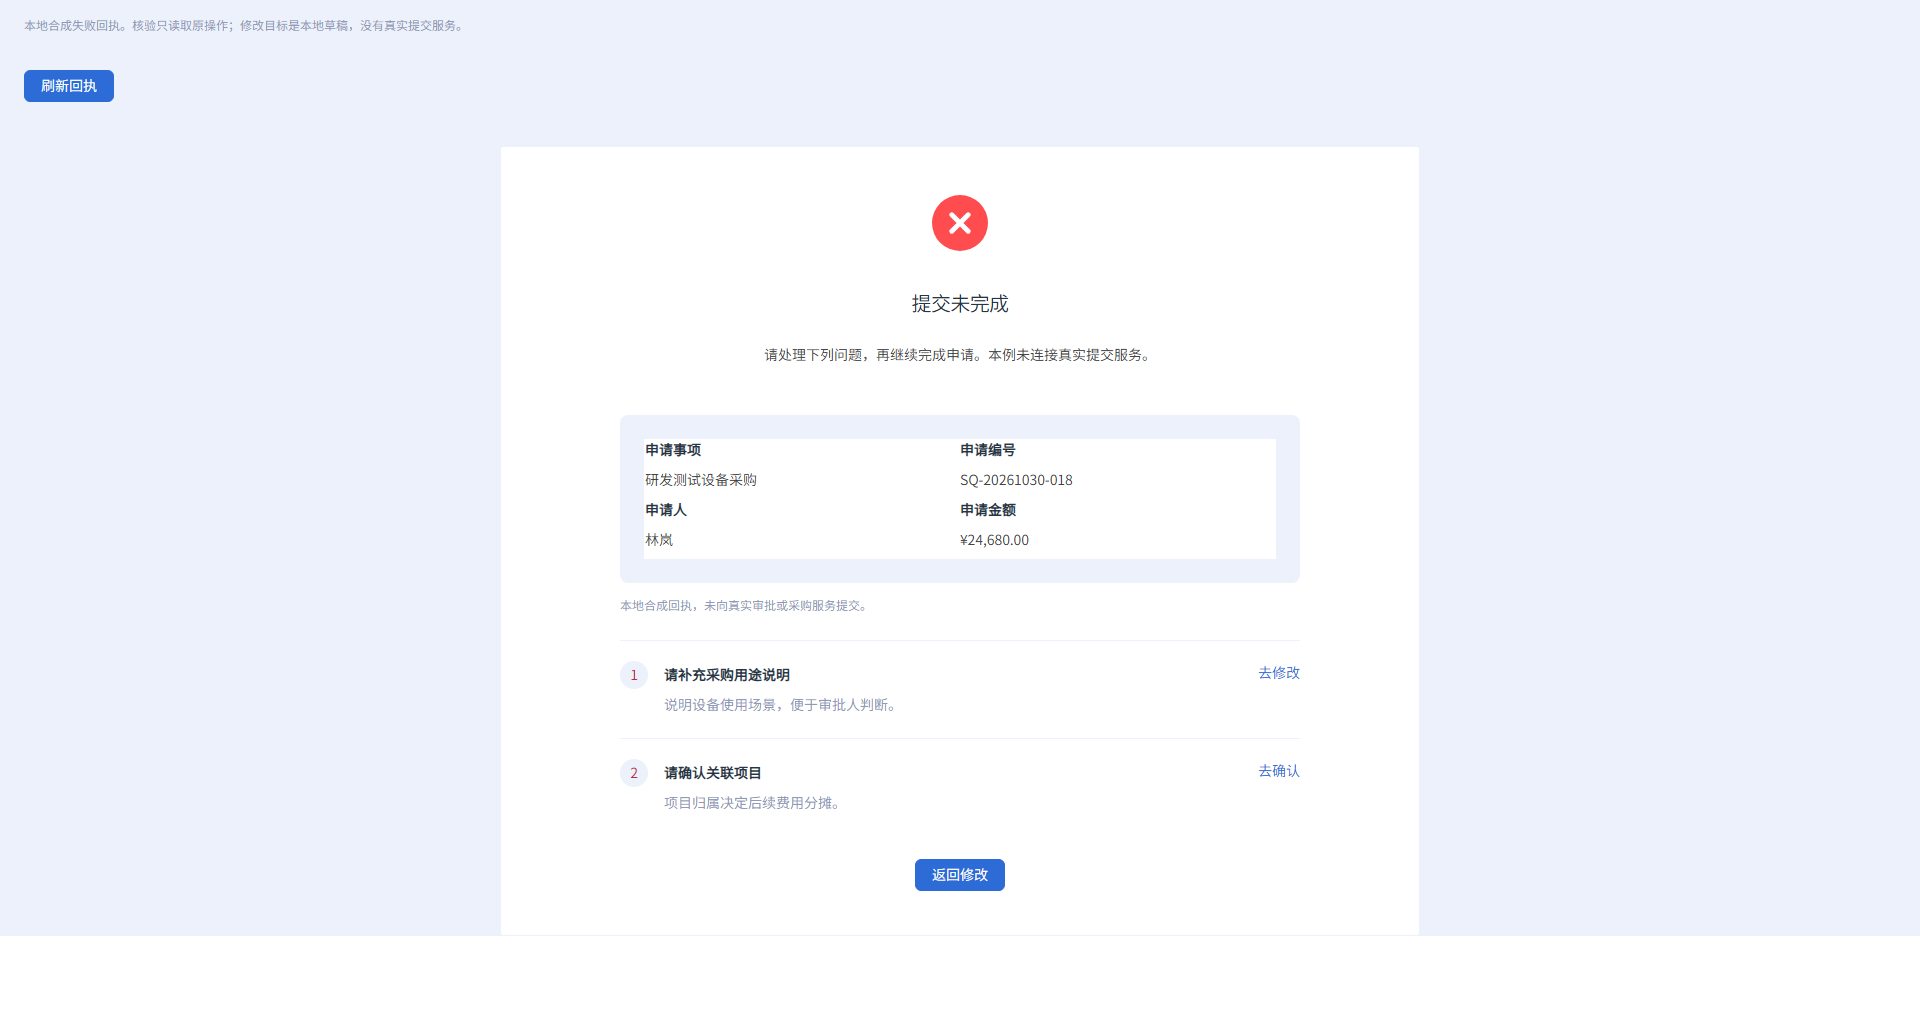 本地合成失败回执。核验只读取原操作；修改目标是本地草稿，没有真实提交服务。
刷新回执
提交未完成
请处理下列问题，再继续完成申请。本例未连接真实提交服务。
申请事项 申请编号
研发测试设备采购 SQ-20261030-018
申请人 申请金额
林岚 ¥24,680.00
本地合成回执，未向真实审批或采购服务提交。
1 请补充采购用途说明 去修改
说明设备使用场景，便于审批人判断。
2 请确认关联项目 去确认
项目归属决定后续费用分摊。
返回修改